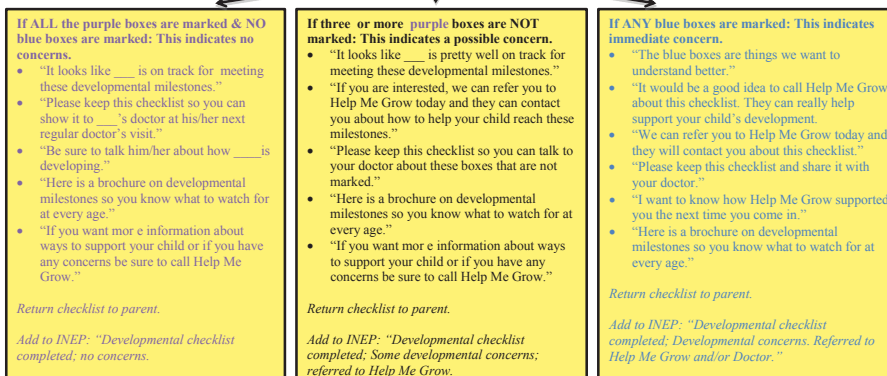 If ALL the purple boxes are marked & NO
blue boxes are marked: This indicates no
concerns.
• “It looks like ___ is on track for meeting
these developmental milestones.”
• “Please keep this checklist so you can
show it to ___’s doctor at his/her next
regular doctor’s visit.”
• “Be sure to talk him/her about how ____is
developing.”
• “Here is a brochure on developmental
milestones so you know what to watch for
at every age.”
• “If you want mor e information about
ways to support your child or if you have
any concerns be sure to call Help Me
Grow.”
Return checklist to parent.
Add to INEP: “Developmental checklist
completed; no concerns.
If three or more purple boxes are NOT
marked: This indicates a possible concern.
• “It looks like ___ is pretty well on track for
meeting these developmental milestones.”
• “If you are interested, we can refer you to
Help Me Grow today and they can contact
you about how to help your child reach these
milestones.”
• “Please keep this checklist so you can talk to
your doctor about these boxes that are not
marked.”
• “Here is a brochure on developmental
milestones so you know what to watch for at
every age.”
• “If you want mor e information about ways
to support your child or if you have any
concerns be sure to call Help Me Grow.”
Return checklist to parent.
Add to INEP: “Developmental checklist
completed; Some developmental concerns;
referred to Help Me Grow.
If ANY blue boxes are marked: This indicates
immediate concern.
• “The blue boxes are things we want to
understand better.”
• “It would be a good idea to call Help Me Grow
about this checklist. They can really help
support your child’s development.
• “We can refer you to Help Me Grow today and
they will contact you about this checklist.”
• “Please keep this checklist and share it with
your doctor.”
• “I want to know how Help Me Grow supported
you the next time you come in.”
• “Here is a brochure on developmental
milestones so you know what to watch for at
every age.”
Return checklist to parent.
Add to INEP: “Developmental checklist
completed; Developmental concerns. Referred to
Help Me Grow and/or Doctor.”